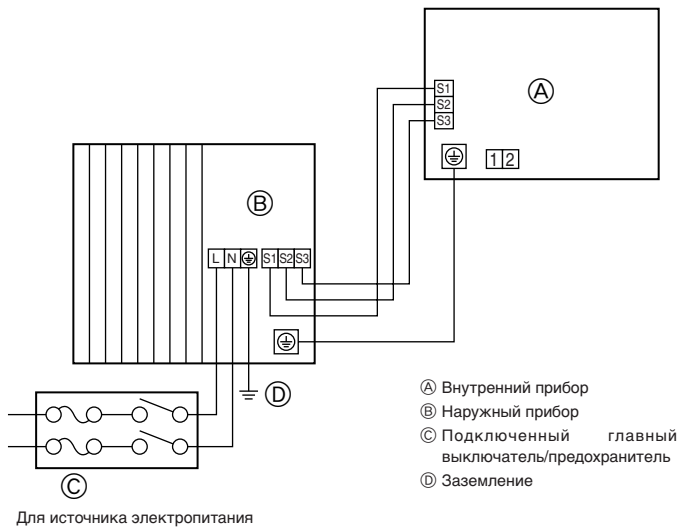 S1
S2
S3
Ⓐ
1 2
Ⓑ
L N S1 S2 S3
Ⓓ
Ⓒ
Для источника электропитания
Ⓐ Внутренний прибор
Ⓑ Наружный прибор
Ⓒ Подключенный главный
выключатель/предохранитель
Ⓓ Заземление